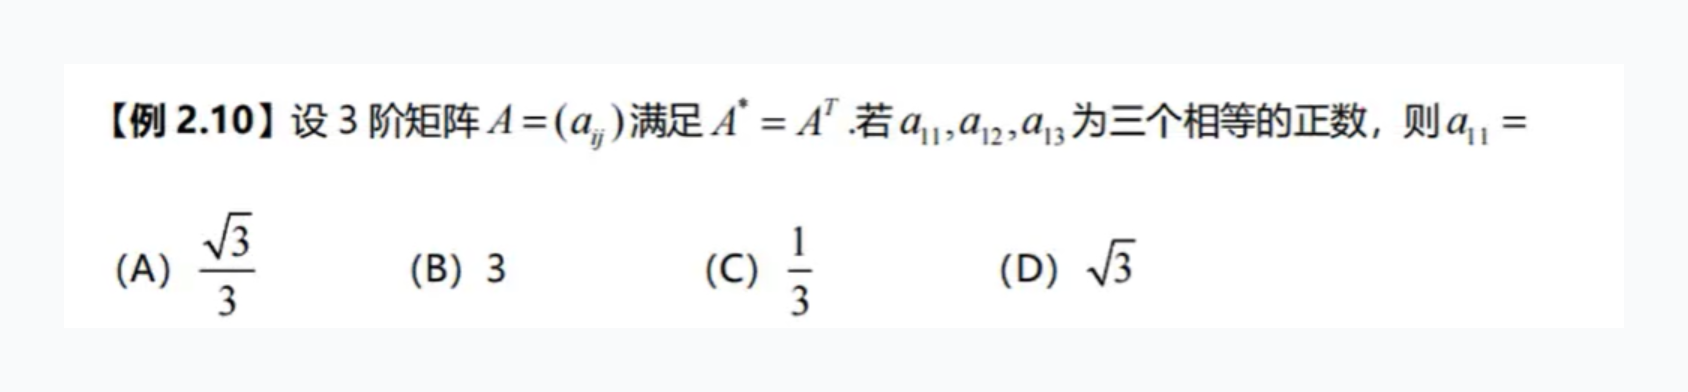 【例 2.10】设 3 阶矩阵 $A=(a_{ij})$ 满足 $A^{*}=A^{T}$ .若 $a_{11},a_{12},a_{13}$ 为三个相等的正数，则 $a_{11}=$
(A) $\frac{\sqrt{3}}{3}$ (B) 3 (C) $\frac{1}{3}$ (D) $\sqrt{3}$